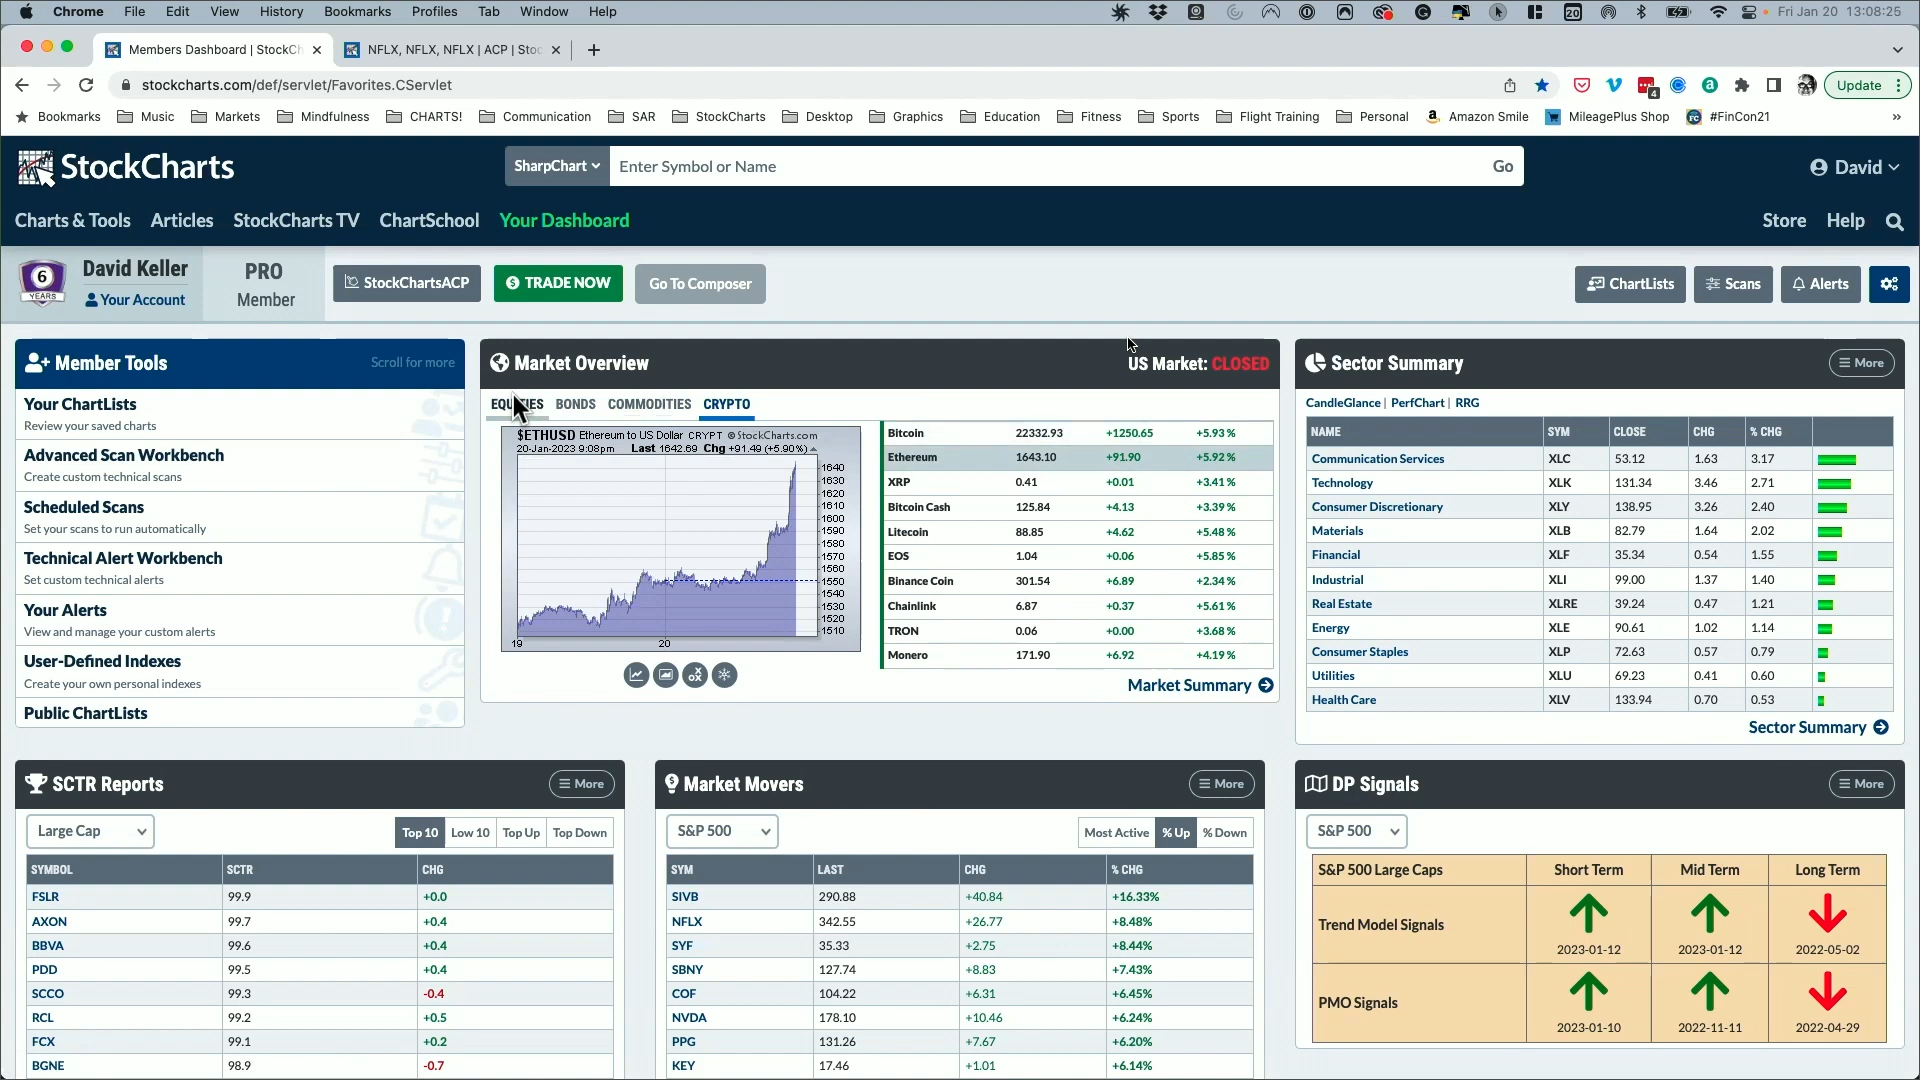 Chrome File Edit View History Bookmarks Profiles Tab Window Help 20 Fri Jan 20 13:08:25
Members Dashboard | StockCh NFLX, NFLX, NFLX | ACP | Stoc
stockcharts.com/def/servlet/Favorites.CServlet 4 Update
Bookmarks Music Markets Mindfulness CHARTS! Communication SAR StockCharts Desktop Graphics Education Fitness Sports Flight Training Personal Amazon Smile MileagePlus Shop #FinCon21 »
StockCharts SharpChart Enter Symbol or Name Go David
Charts & Tools Articles StockCharts TV ChartSchool Your Dashboard Store Help
6 YEARS David Keller Your Account PRO Member StockChartsACP TRADE NOW Go To Composer ChartLists Scans Alerts
Member Tools Scroll for more
Your ChartLists
Review your saved charts
Advanced Scan Workbench
Create custom technical scans
Scheduled Scans
Set your scans to run automatically
Technical Alert Workbench
Set custom technical alerts
Your Alerts
View and manage your custom alerts
User-Defined Indexes
Create your own personal indexes
Public ChartLists
Market Overview US Market: CLOSED
EQUITIES BONDS COMMODITIES CRYPTO
$ETHUSD Ethereum to US Dollar CRYPT © StockCharts.com
20-Jan-2023 9:08pm Last 1642.69 Chg +91.49 (+5.90%)
1640
1630
1620
1610
1600
1590
1580
1570
1560
1550
1540
1530
1520
1510
19 20
Bitcoin 22332.93 +1250.65 +5.93%
Ethereum 1643.10 +91.90 +5.92%
XRP 0.41 +0.01 +3.41%
Bitcoin Cash 125.84 +4.13 +3.39%
Litecoin 88.85 +4.62 +5.48%
EOS 1.04 +0.06 +5.85%
Binance Coin 301.54 +6.89 +2.34%
Chainlink 6.87 +0.37 +5.61%
TRON 0.06 +0.00 +3.68%
Monero 171.90 +6.92 +4.19%
Market Summary
Sector Summary More
CandleGlance | PerfChart | RRG
NAME SYM CLOSE CHG % CHG
Communication Services XLC 53.12 1.63 3.17
Technology XLK 131.34 3.46 2.71
Consumer Discretionary XLY 138.95 3.26 2.40
Materials XLB 82.79 1.64 2.02
Financial XLF 35.34 0.54 1.55
Industrial XLI 99.00 1.37 1.40
Real Estate XLRE 39.24 0.47 1.21
Energy XLE 90.61 1.02 1.14
Consumer Staples XLP 72.63 0.57 0.79
Utilities XLU 69.23 0.41 0.60
Health Care XLV 133.94 0.70 0.53
Sector Summary
SCTR Reports More
Large Cap Top 10 Low 10 Top Up Top Down
SYMBOL SCTR CHG
FSLR 99.9 +0.0
AXON 99.7 +0.4
BBVA 99.6 +0.4
PDD 99.5 +0.4
SCCO 99.3 -0.4
RCL 99.2 +0.5
FCX 99.1 +0.2
BGNE 98.9 -0.7
Market Movers More
S&P 500 Most Active % Up % Down
SYM LAST CHG % CHG
SIVB 290.88 +40.84 +16.33%
NFLX 342.55 +26.77 +8.48%
SYF 35.33 +2.75 +8.44%
SBNY 127.74 +8.83 +7.43%
COF 104.22 +6.31 +6.45%
NVDA 178.10 +10.46 +6.24%
PPG 131.26 +7.67 +6.20%
KEY 17.46 +1.01 +6.14%
DP Signals More
S&P 500
S&P 500 Large Caps Short Term Mid Term Long Term
Trend Model Signals 2023-01-12 2023-01-12 2022-05-02
PMO Signals 2023-01-10 2022-11-11 2022-04-29